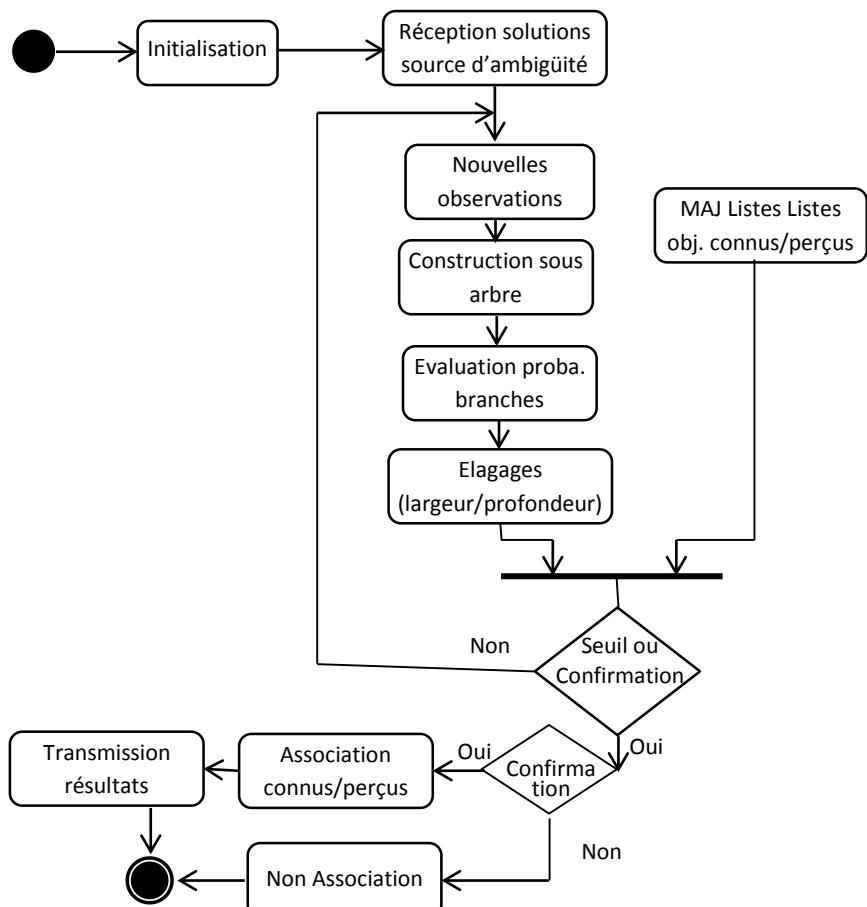 Initialisation
Réception solutions
source d’ambigüité
Nouvelles
observations
MAJ Listes Listes
obj. connus/perçus
Construction sous
arbre
Evaluation proba.
branches
Elagages
(largeur/profondeur)
Non
Seuil ou
Confirmation
Oui
Oui
Confirma
tion
Association
connus/perçus
Transmission
résultats
Non
Non Association